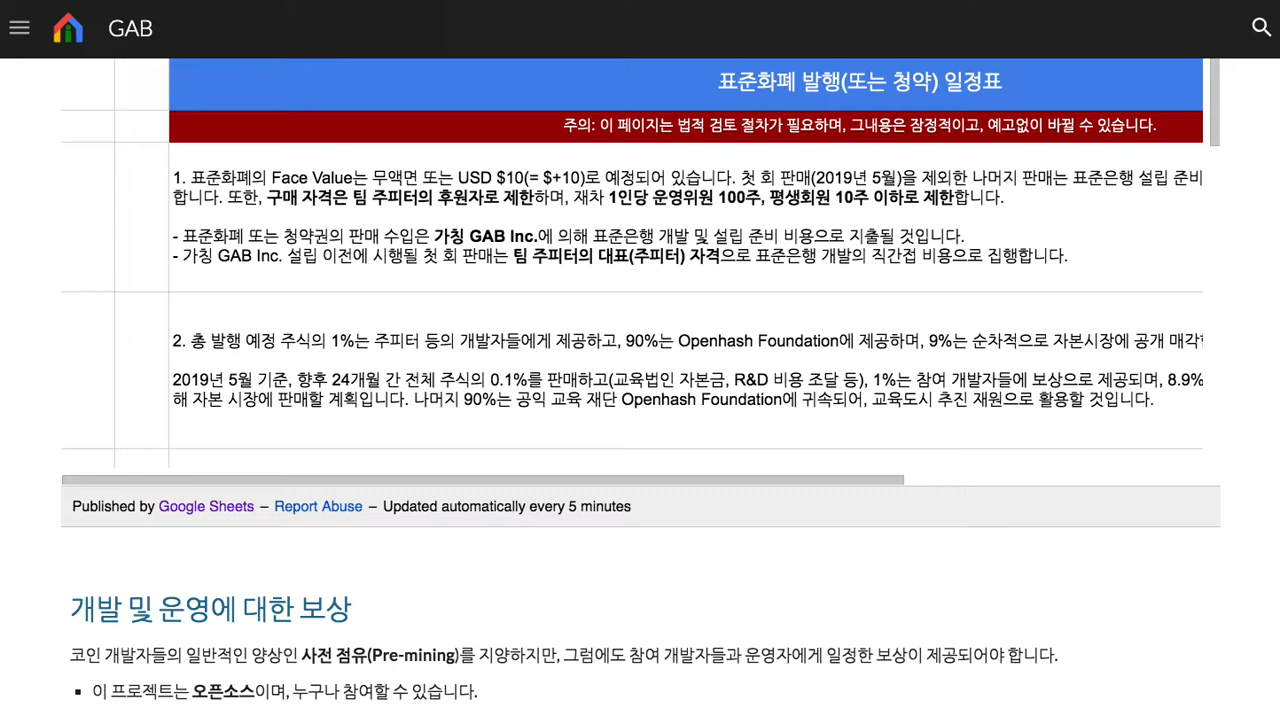 GAB
표준화폐 발행(또는 청약) 일정표
주의: 이 페이지는 법적 검토 절차가 필요하며, 그내용은 잠정적이고, 예고없이 바뀔 수 있습니다.
1. 표준화폐의 Face Value는 무액면 또는 USD $10(= $+10)로 예정되어 있습니다. 첫 회 판매(2019년 5월)을 제외한 나머지 판매는 표준은행 설립 준비
합니다. 또한, 구매 자격은 팀 주피터의 후원자로 제한하며, 재차 1인당 운영위원 100주, 평생회원 10주 이하로 제한합니다.
- 표준화폐 또는 청약권의 판매 수입은 가칭 GAB Inc.에 의해 표준은행 개발 및 설립 준비 비용으로 지출될 것입니다.
- 가칭 GAB Inc. 설립 이전에 시행될 첫 회 판매는 팀 주피터의 대표(주피터) 자격으로 표준은행 개발의 직간접 비용으로 집행합니다.
2. 총 발행 예정 주식의 1%는 주피터 등의 개발자들에게 제공하고, 90%는 Openhash Foundation에 제공하며, 9%는 순차적으로 자본시장에 공개 매각
2019년 5월 기준, 향후 24개월 간 전체 주식의 0.1%를 판매하고(교육법인 자본금, R&D 비용 조달 등), 1%는 참여 개발자들에 보상으로 제공되며, 8.9%
해 자본 시장에 판매할 계획입니다. 나머지 90%는 공익 교육 재단 Openhash Foundation에 귀속되어, 교육도시 추진 재원으로 활용할 것입니다.
Published by Google Sheets – Report Abuse – Updated automatically every 5 minutes
개발 및 운영에 대한 보상
코인 개발자들의 일반적인 양상인 사전 점유(Pre-mining)를 지양하지만, 그럼에도 참여 개발자들과 운영자에게 일정한 보상이 제공되어야 합니다.
▪ 이 프로젝트는 오픈소스이며, 누구나 참여할 수 있습니다.